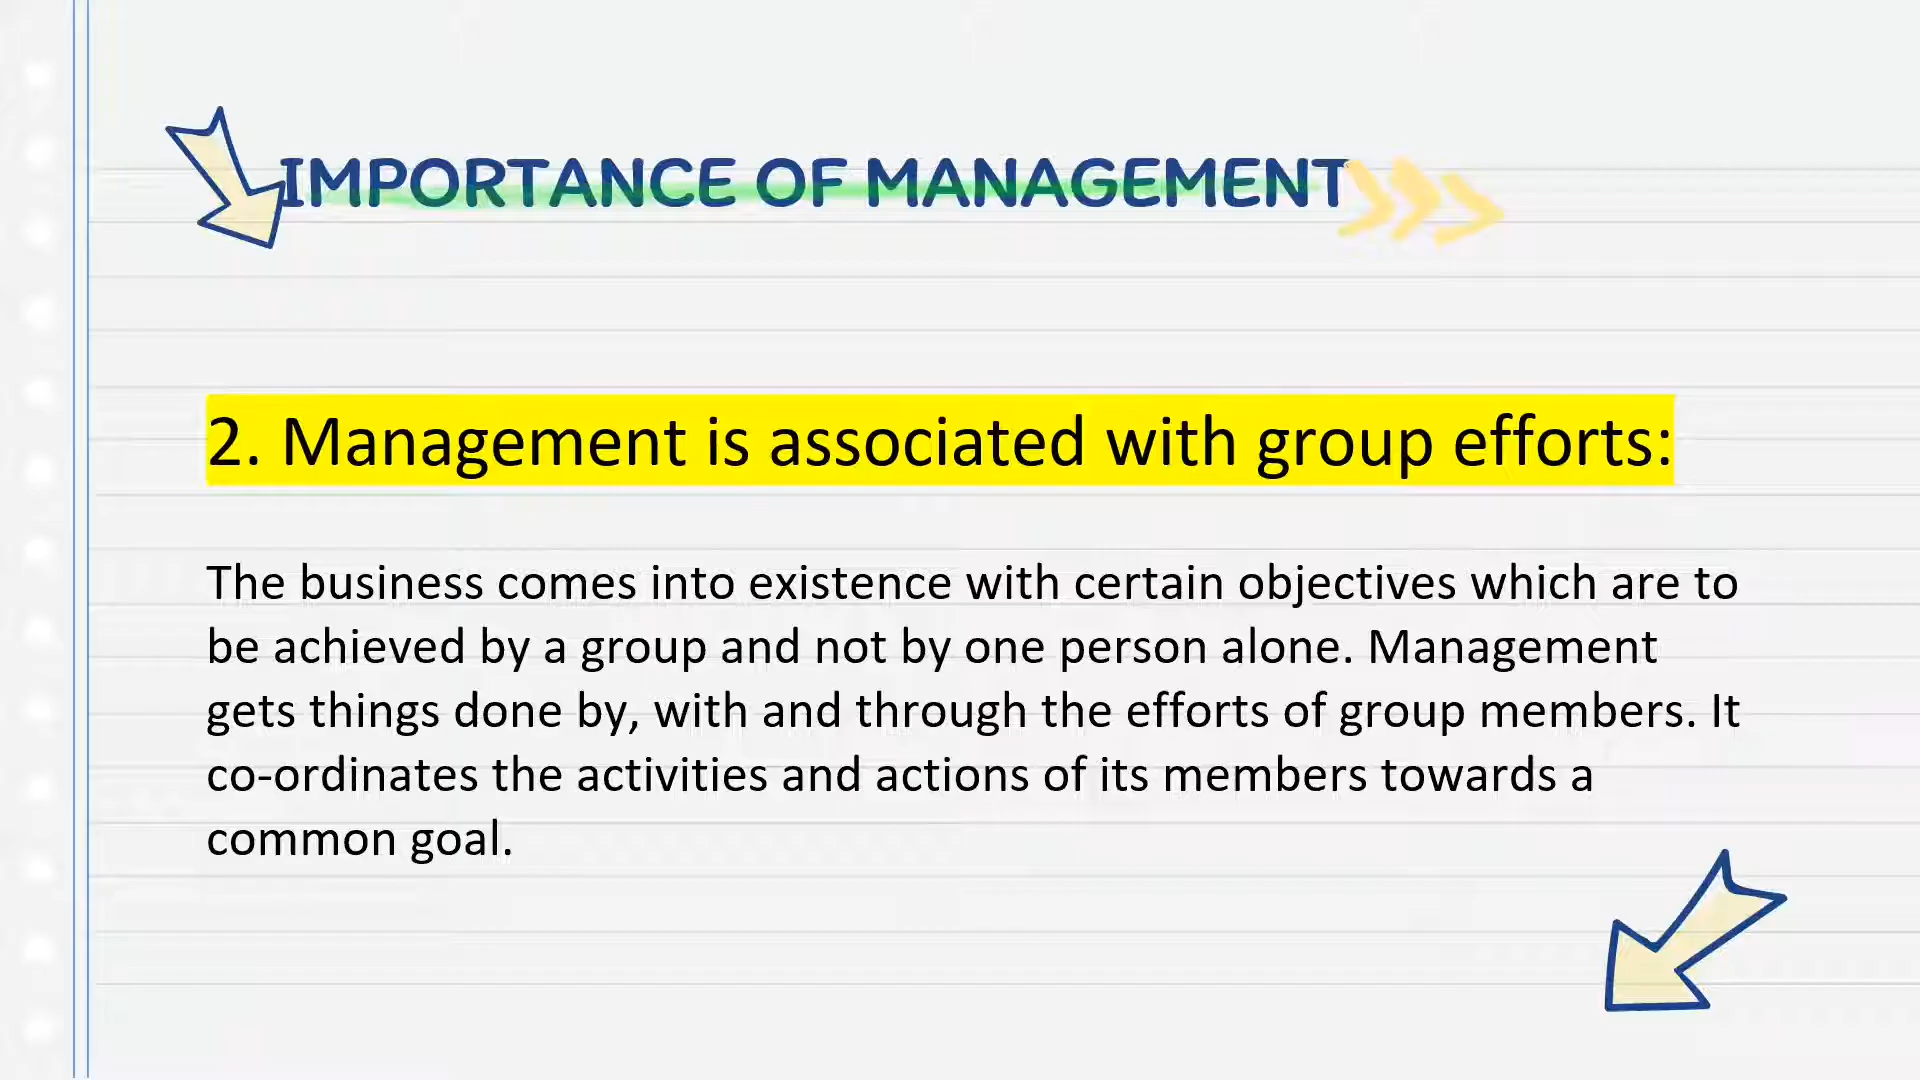 IMPORTANCE OF MANAGEMENT
2. Management is associated with group efforts:
The business comes into existence with certain objectives which are to
be achieved by a group and not by one person alone. Management
gets things done by, with and through the efforts of group members. It
co-ordinates the activities and actions of its members towards a
common goal.